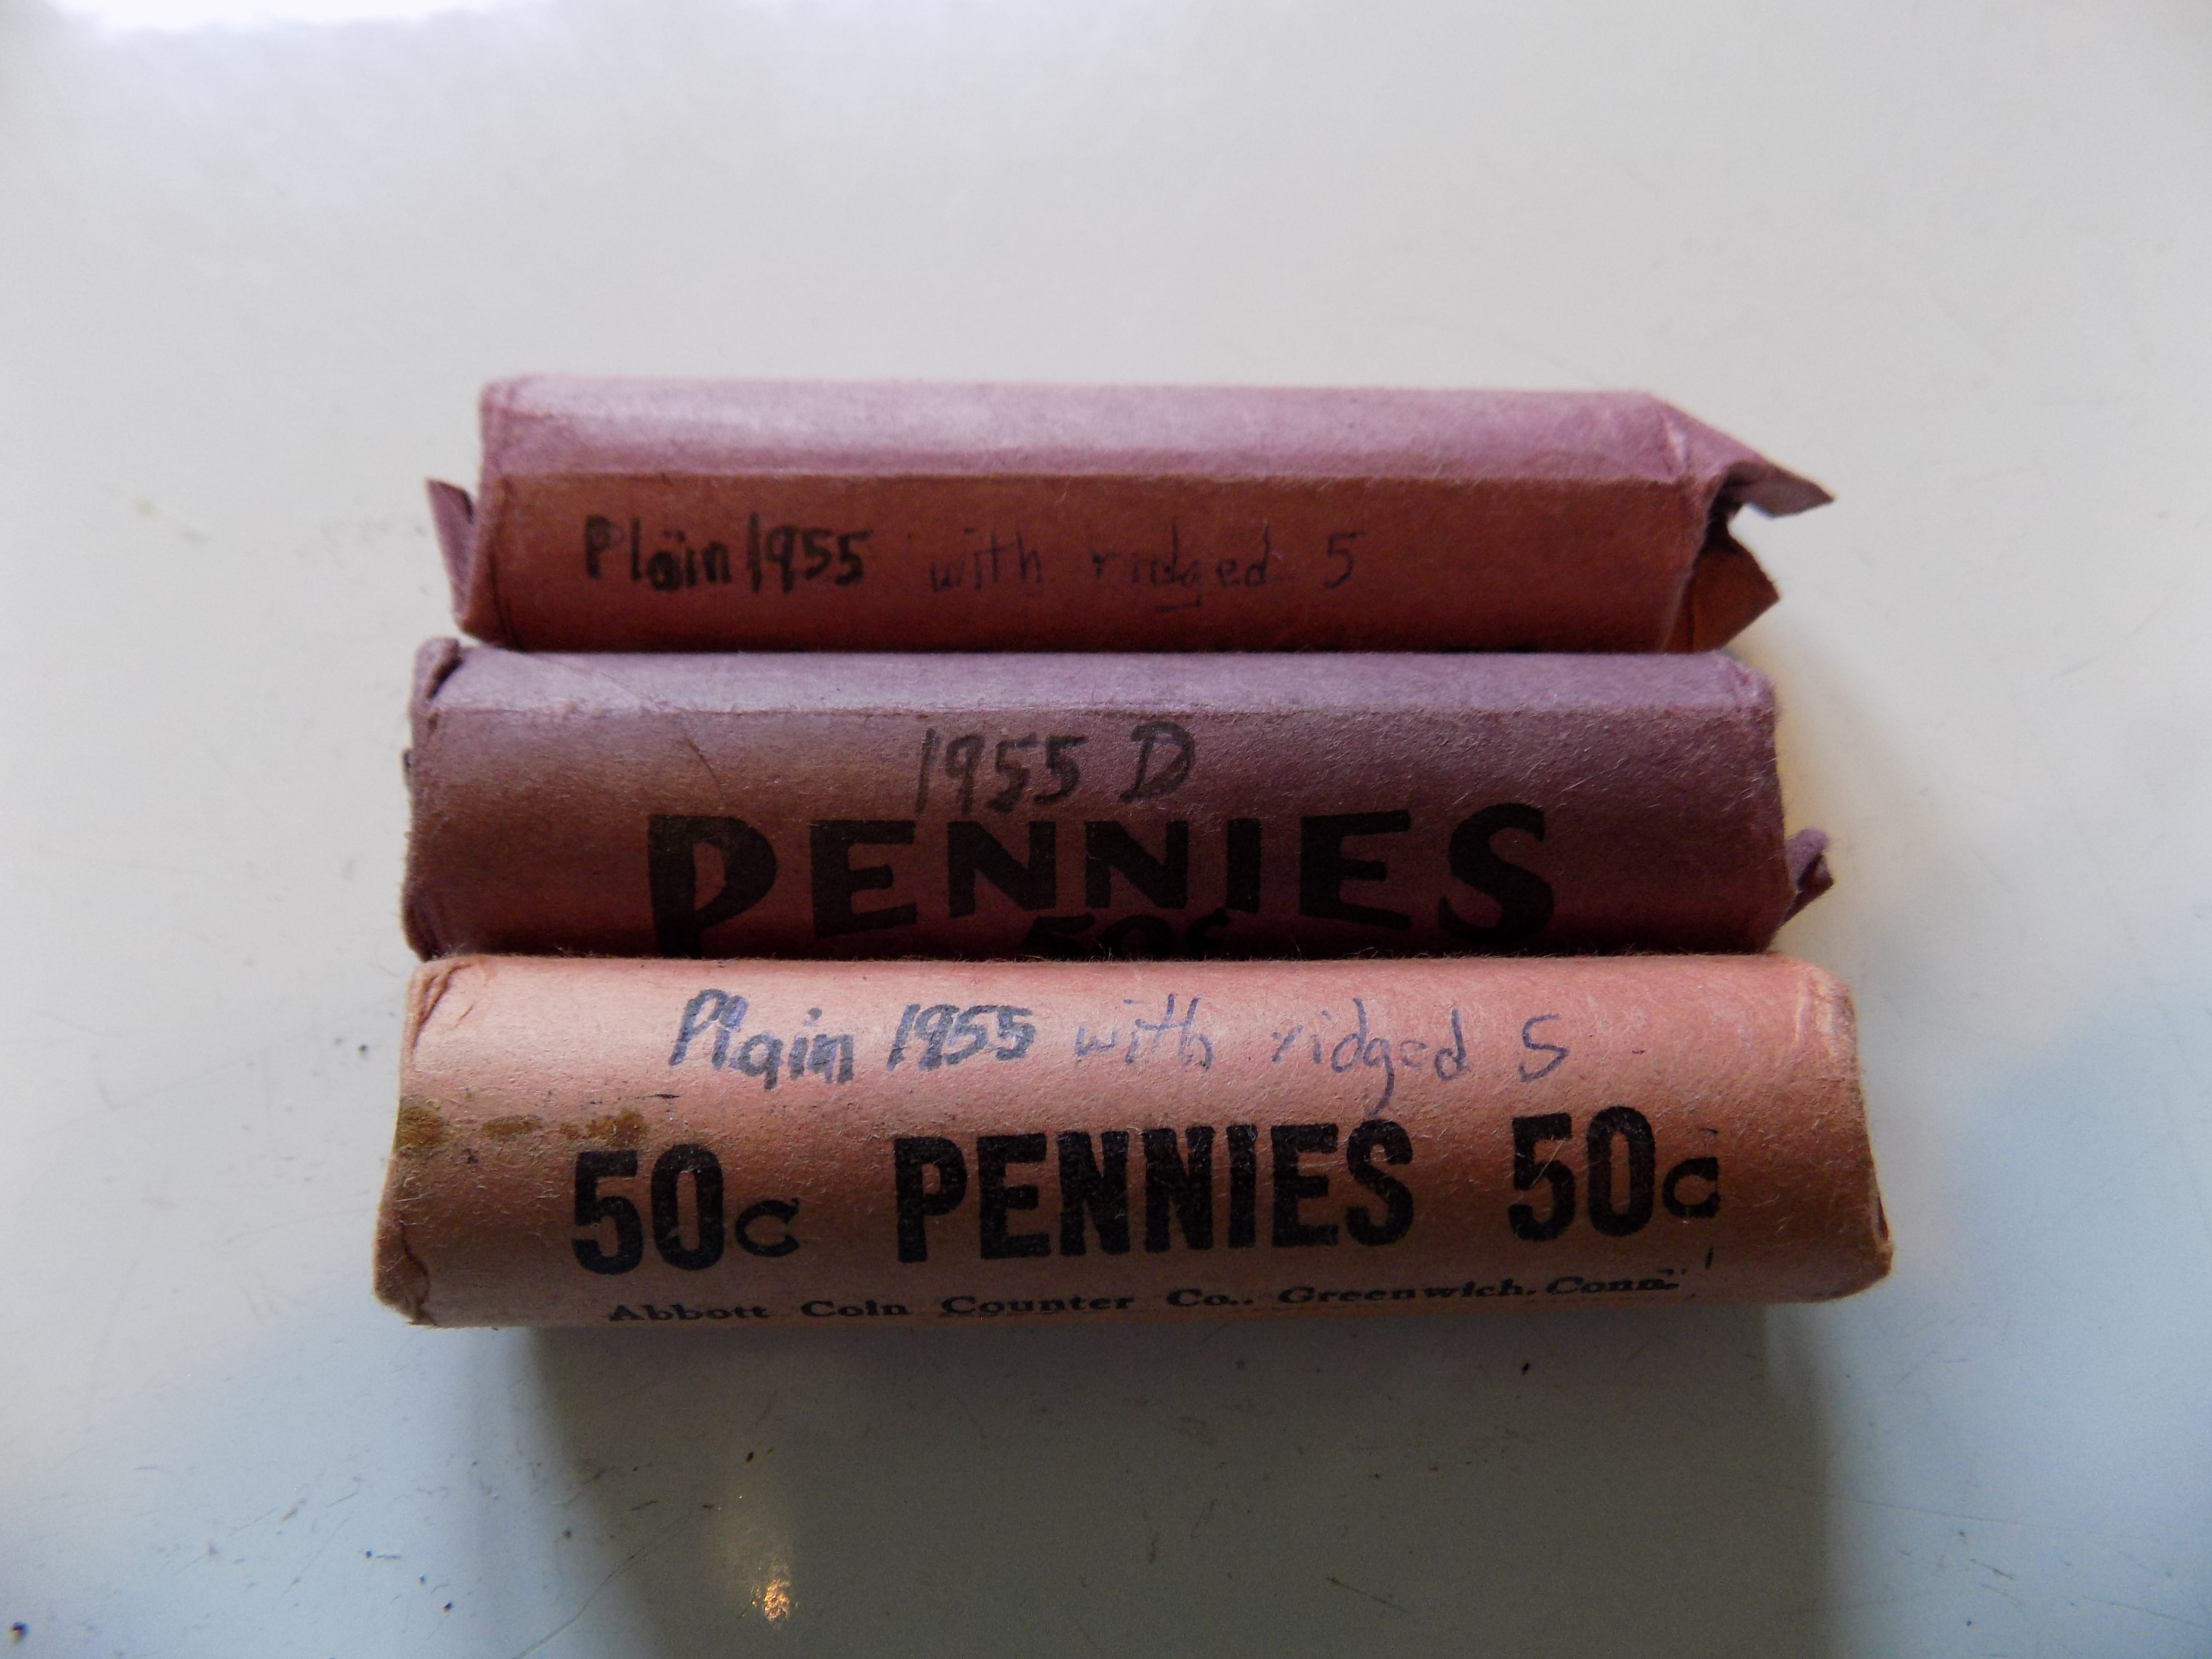 Plain 1955 with ridged 5
1955 D
PENNIES
50¢
Plain 1955 with ridged 5
50c PENNIES 50c
Abbott Coin Counter Co., Greenwich, Conn.